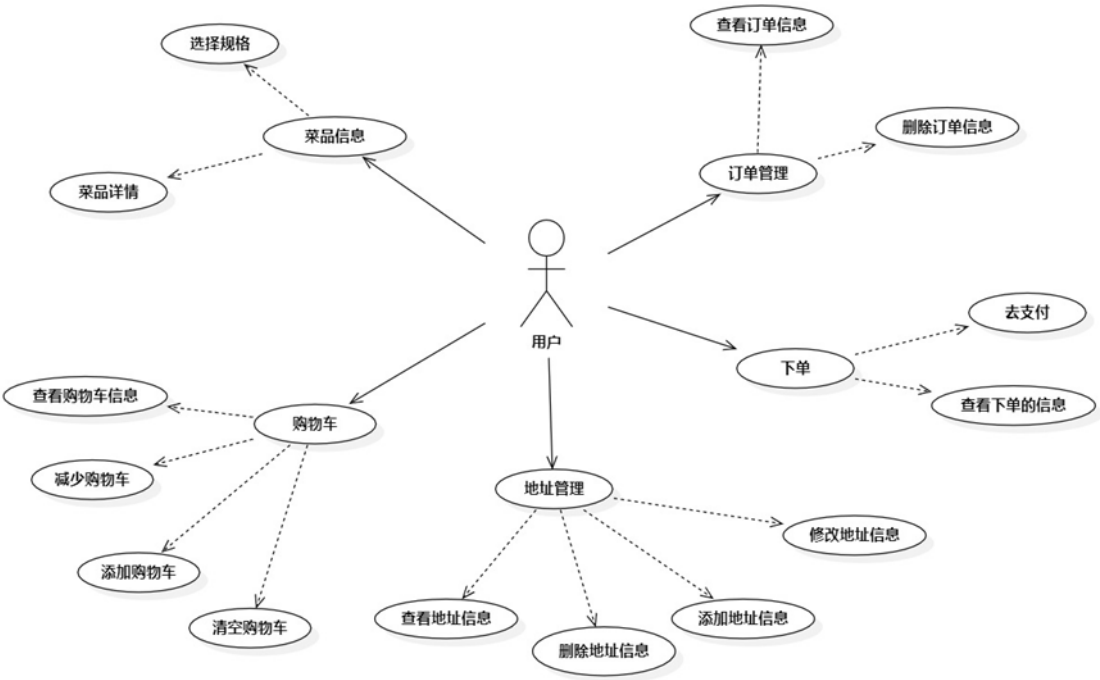 查看订单信息
选择规格
删除订单信息
菜品信息
订单管理
菜品详情
去支付
用户
下单
查看购物车信息
查看下单的信息
购物车
减少购物车
地址管理
修改地址信息
添加购物车
查看地址信息
添加地址信息
清空购物车
删除地址信息